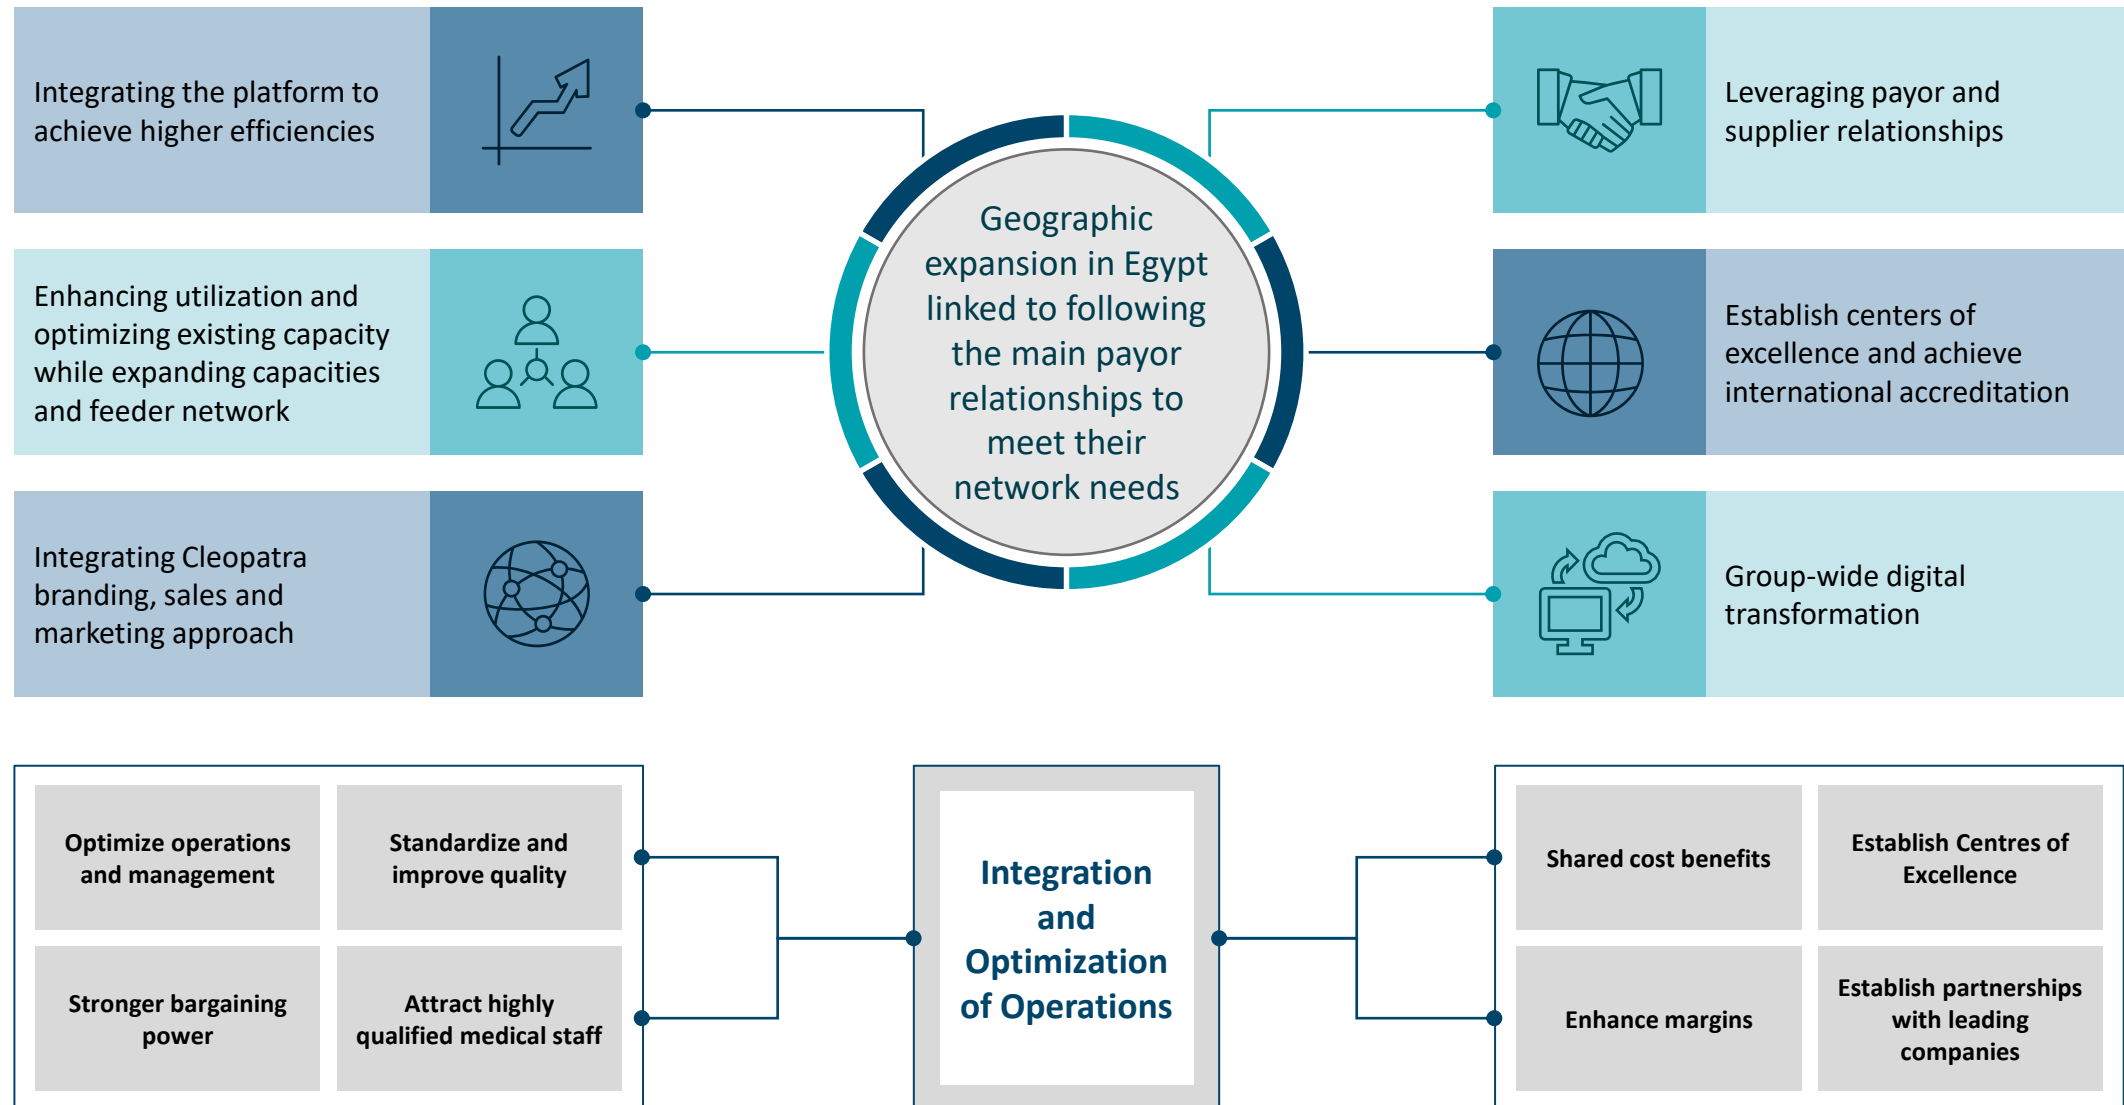 Integrating the platform to
achieve higher efficiencies
Enhancing utilization and
optimizing existing capacity
while expanding capacities
and feeder network
Integrating Cleopatra
branding, sales and
marketing approach
Geographic
expansion in Egypt
linked to following
the main payor
relationships to
meet their
network needs
Leveraging payor and
supplier relationships
Establish centers of
excellence and achieve
international accreditation
Group-wide digital
transformation
Optimize operations
and management
Standardize and
improve quality
Stronger bargaining
power
Attract highly
qualified medical staff
Integration
and
Optimization
of Operations
Shared cost benefits
Establish Centres of
Excellence
Enhance margins
Establish partnerships
with leading
companies